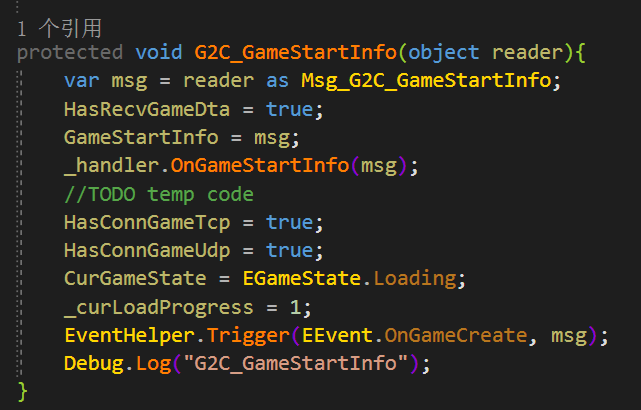 1 个引用
protected void G2C_GameStartInfo(object reader){
var msg = reader as Msg_G2C_GameStartInfo;
HasRecvGameDta = true;
GameStartInfo = msg;
_handler.OnGameStartInfo(msg);
//TODO temp code
HasConnGameTcp = true;
HasConnGameUdp = true;
CurGameState = EGameState.Loading;
_curLoadProgress = 1;
EventHelper.Trigger(EEvent.OnGameCreate, msg);
Debug.Log("G2C_GameStartInfo");
}